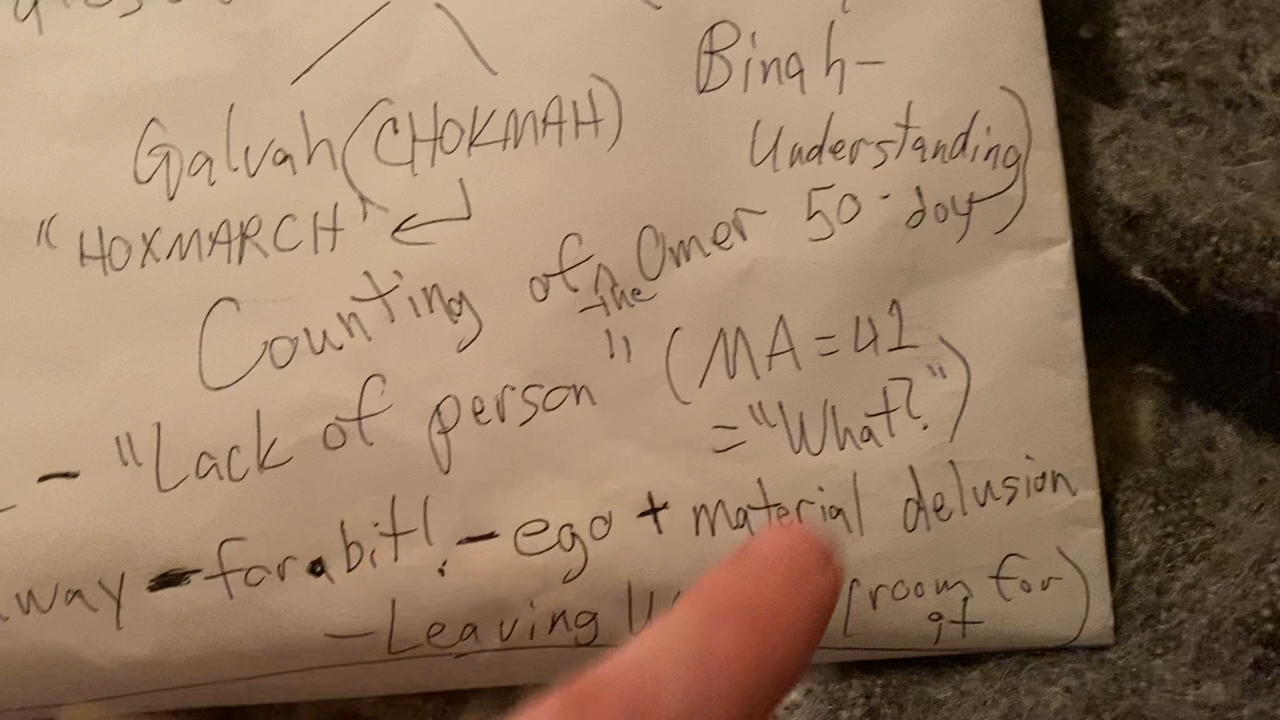 Galvah (CHOKMAH)
Binah-
Understanding)
"HOXMARCH" ↵
Counting of the Omer 50-day)
- "Lack of person" (MA=42
="What?")
way - for a bit! - ego + material delusion
- Leaving (room for
it)